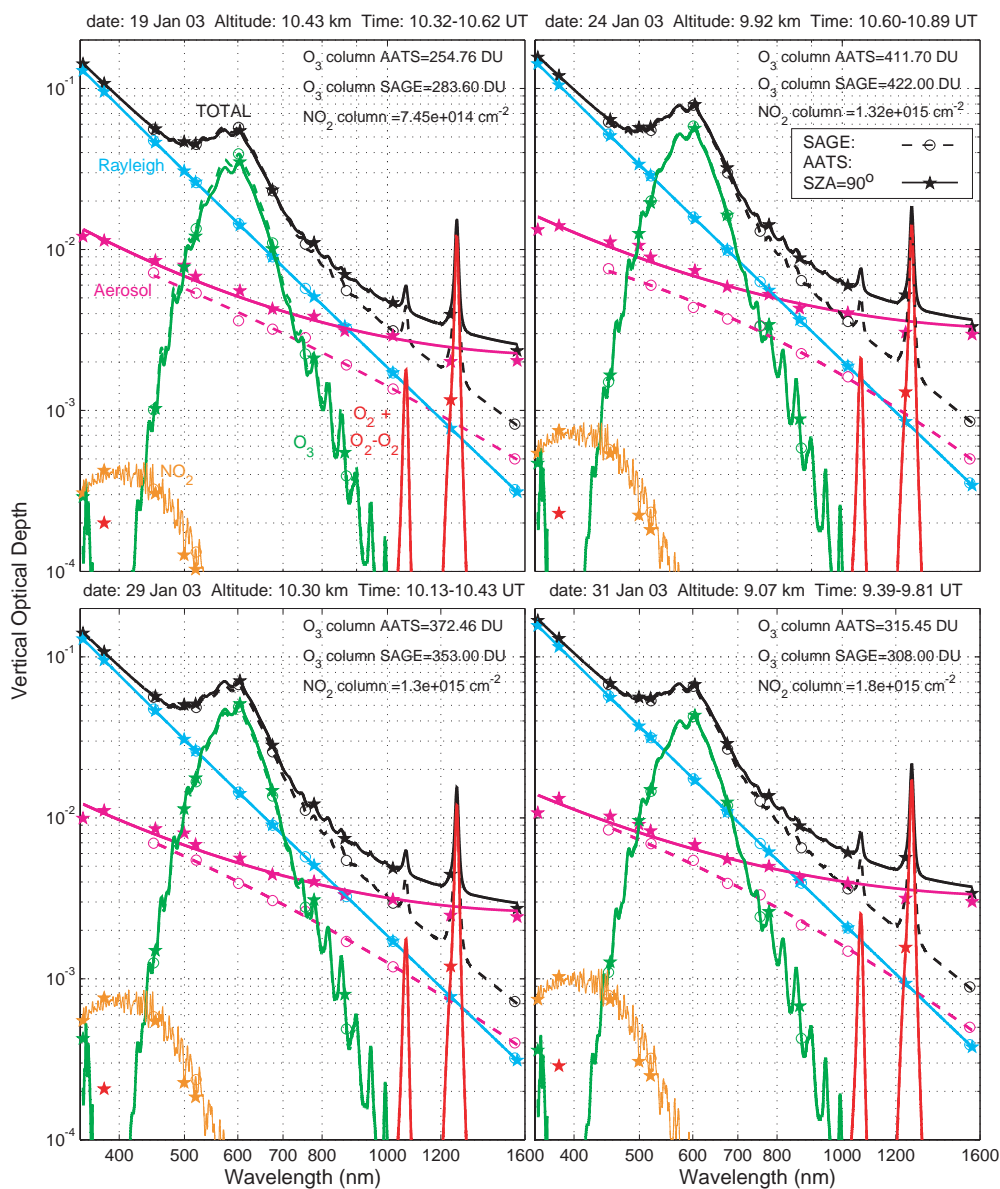 date: 19 Jan 03 Altitude: 10.43 km Time: 10.32-10.62 UT
O3 column AATS=254.76 DU
O3 column SAGE=283.60 DU
NO2 column =7.45e+014 cm-2
TOTAL
Rayleigh
Aerosol
NO2
O3
O2 +
O2-O2
10-1
10-2
10-3
10-4
date: 24 Jan 03 Altitude: 9.92 km Time: 10.60-10.89 UT
O3 column AATS=411.70 DU
O3 column SAGE=422.00 DU
NO2 column =1.32e+015 cm-2
SAGE:
AATS:
SZA=90o
Vertical Optical Depth
date: 29 Jan 03 Altitude: 10.30 km Time: 10.13-10.43 UT
O3 column AATS=372.46 DU
O3 column SAGE=353.00 DU
NO2 column =1.3e+015 cm-2
10-1
10-2
10-3
10-4
400 500 600 700 800 1000 1200 1600
Wavelength (nm)
date: 31 Jan 03 Altitude: 9.07 km Time: 9.39-9.81 UT
O3 column AATS=315.45 DU
O3 column SAGE=308.00 DU
NO2 column =1.8e+015 cm-2
400 500 600 700 800 1000 1200 1600
Wavelength (nm)